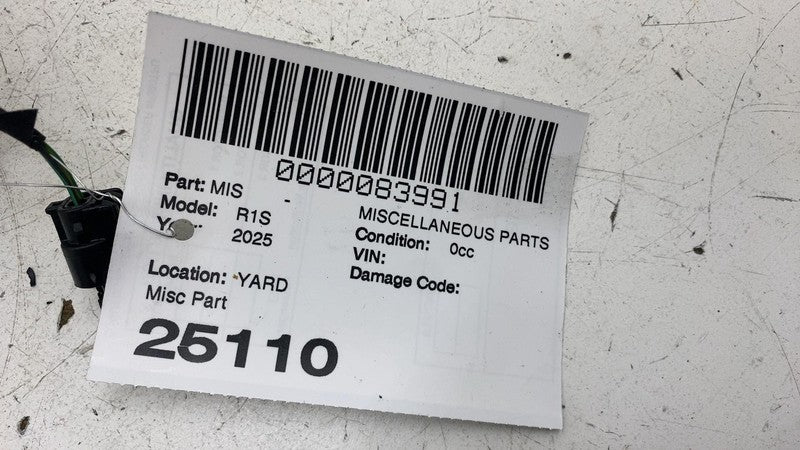 0000083991
Part: MIS -
MISCELLANEOUS PARTS
Model: R1S
Condition: 0cc
2025
VIN:
Location: YARD
Damage Code:
Misc Part
25110